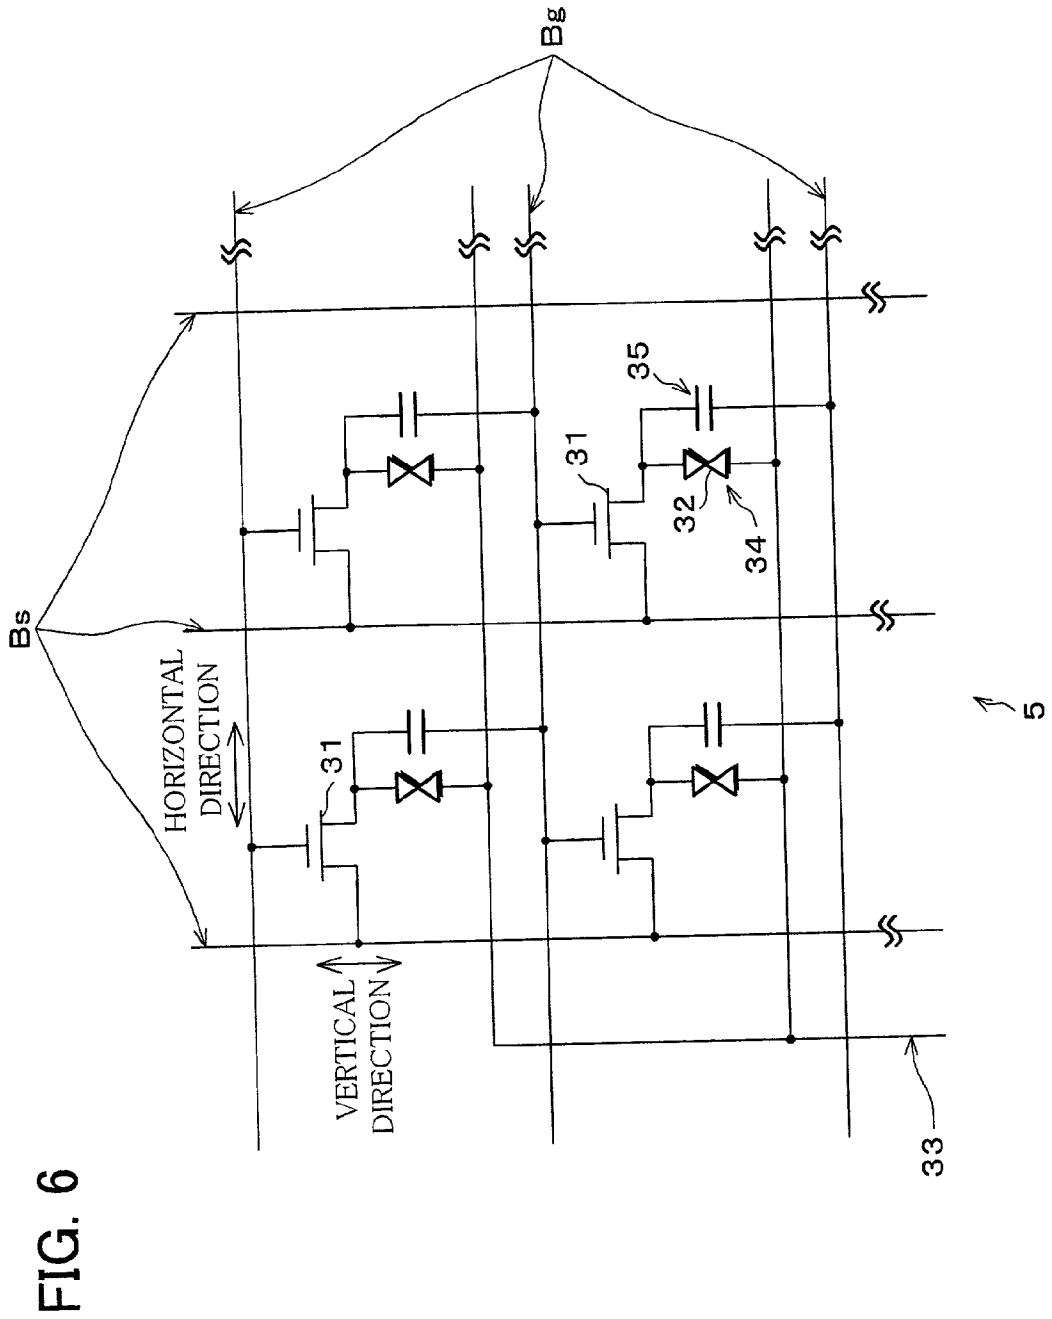 FIG. 6
Bs
HORIZONTAL
DIRECTION
VERTICAL
DIRECTION
31
Bg
31
35
32
34
33
5